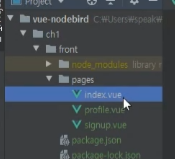 Project
vue-nodebird C:\Users\speak\
ch1
front
node_modules library r
pages
index.vue
profile.vue
signup.vue
package.json
package-lock.json